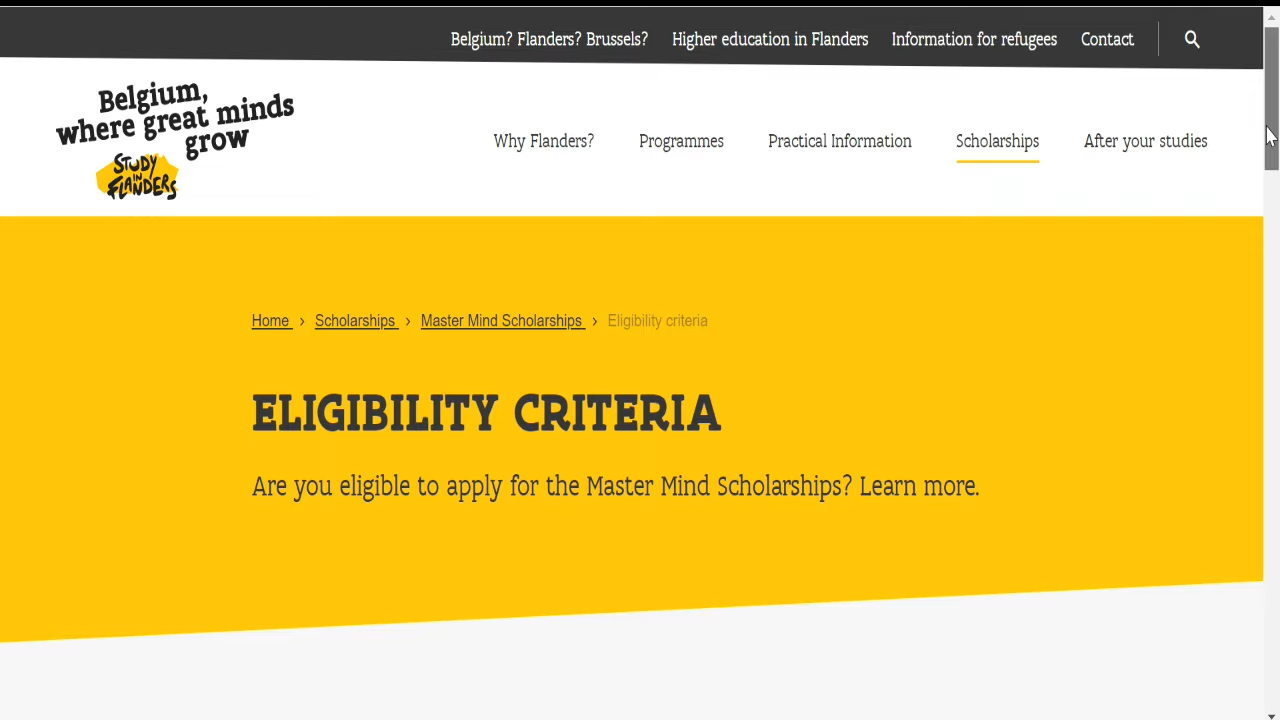 Belgium? Flanders? Brussels? Higher education in Flanders Information for refugees Contact
Belgium,
where great minds
grow
STUDY
IN
FLANDERS
Why Flanders? Programmes Practical Information Scholarships After your studies
Home › Scholarships › Master Mind Scholarships › Eligibility criteria
ELIGIBILITY CRITERIA
Are you eligible to apply for the Master Mind Scholarships? Learn more.